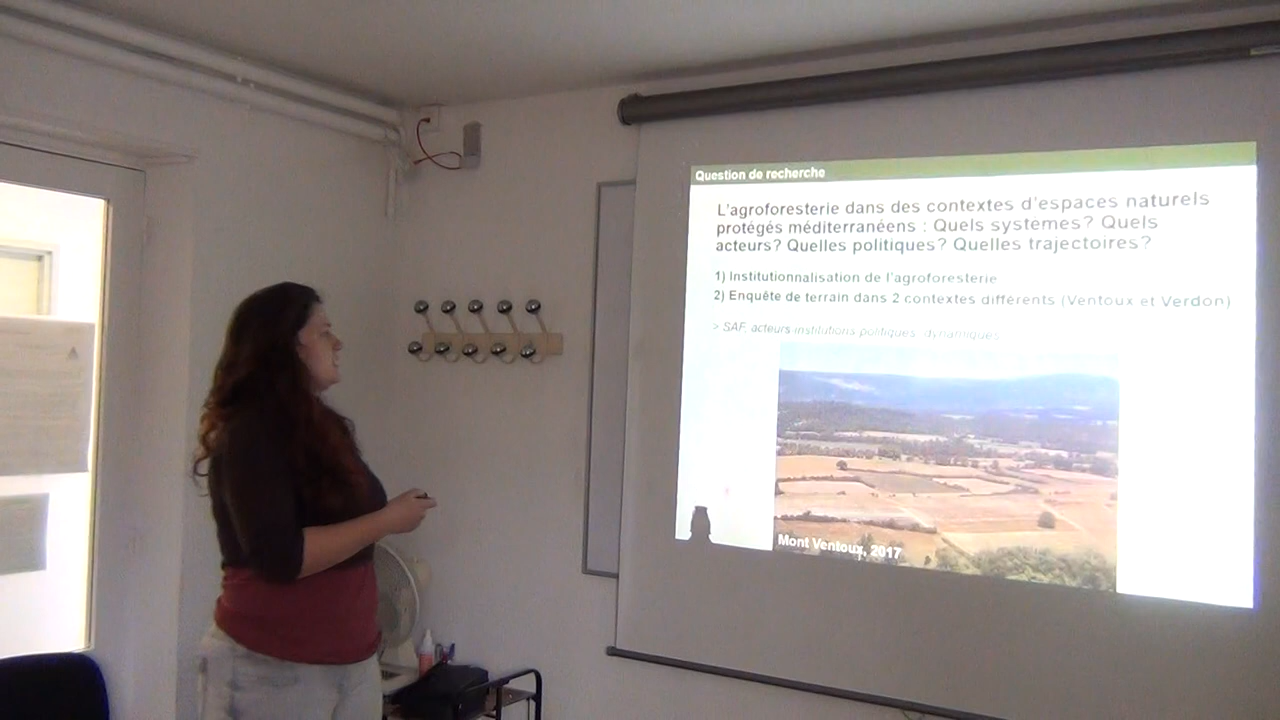 Question de recherche
L'agroforesterie dans des contextes d'espaces naturels
protégés méditerranéens : Quels systèmes? Quels
acteurs? Quelles politiques? Quelles trajectoires?
1) Institutionnalisation de l'agroforesterie
2) Enquête de terrain dans 2 contextes différents (Ventoux et Verdon)
> SAF, acteurs-institutions politiques, dynamiques
Mont Ventoux, 2017